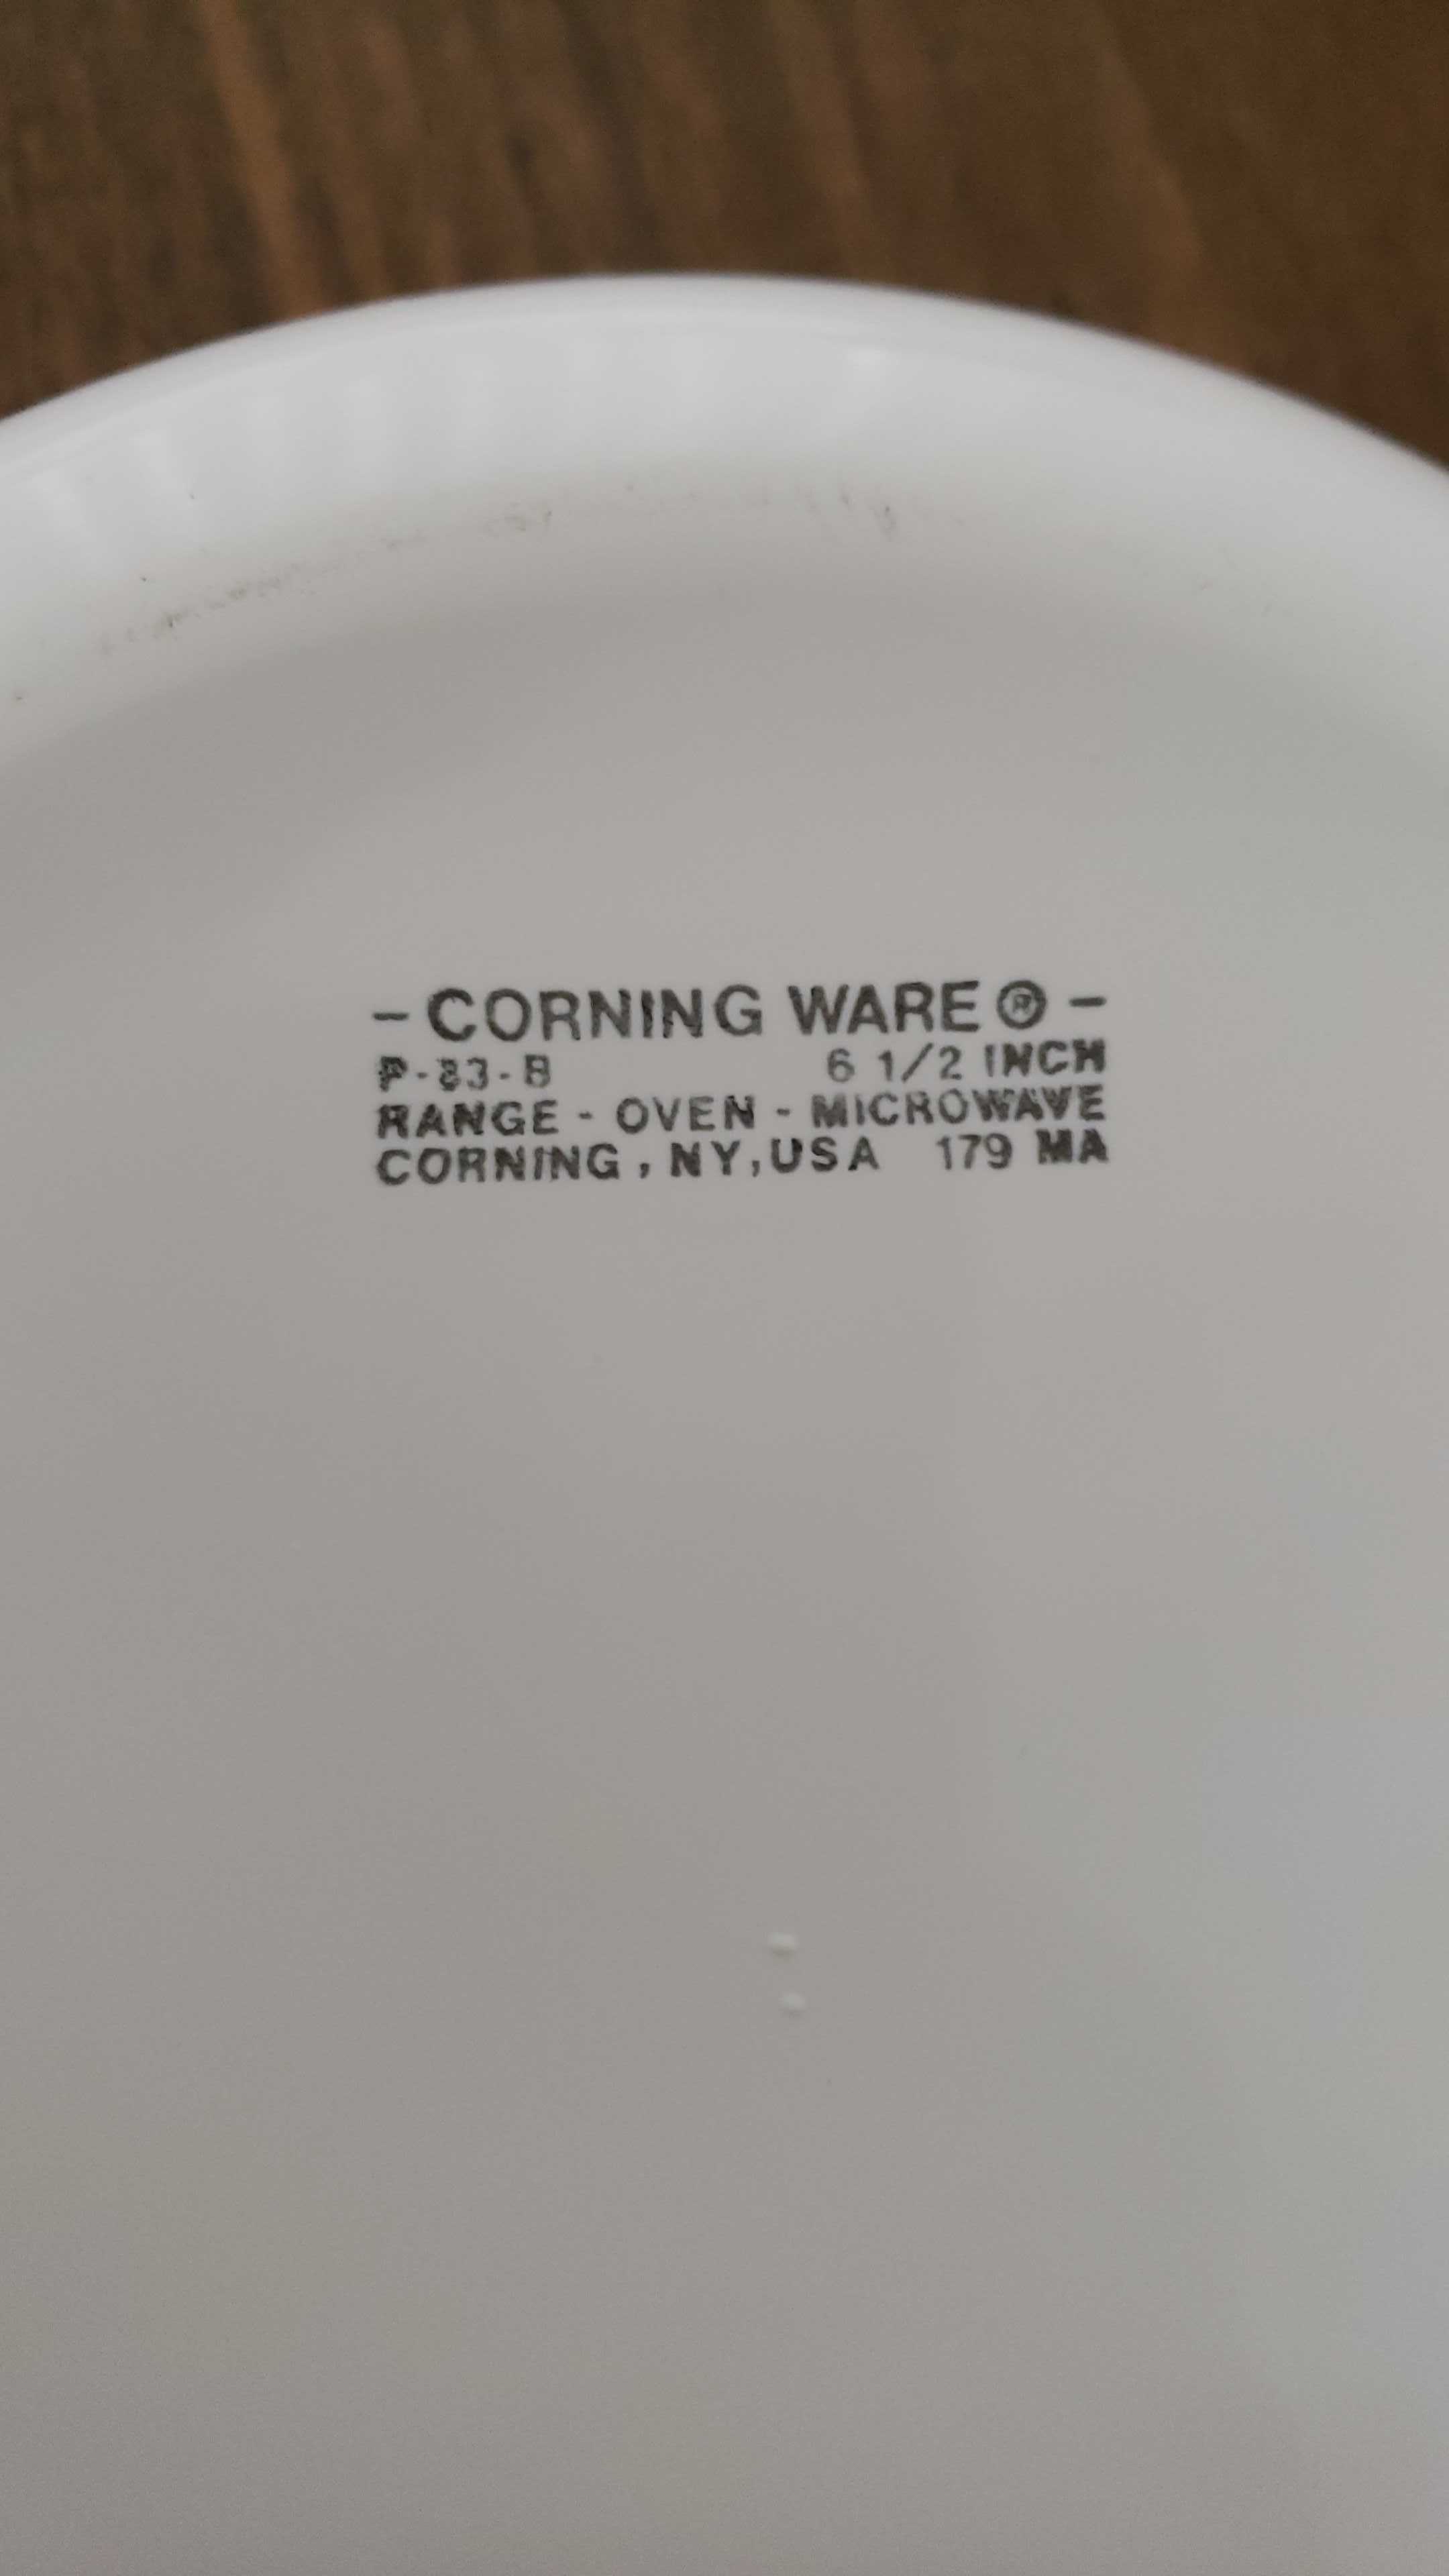 - CORNING WARE ® -
P-83-B 6 1/2 INCH
RANGE - OVEN - MICROWAVE
CORNING, NY, USA 179 MA